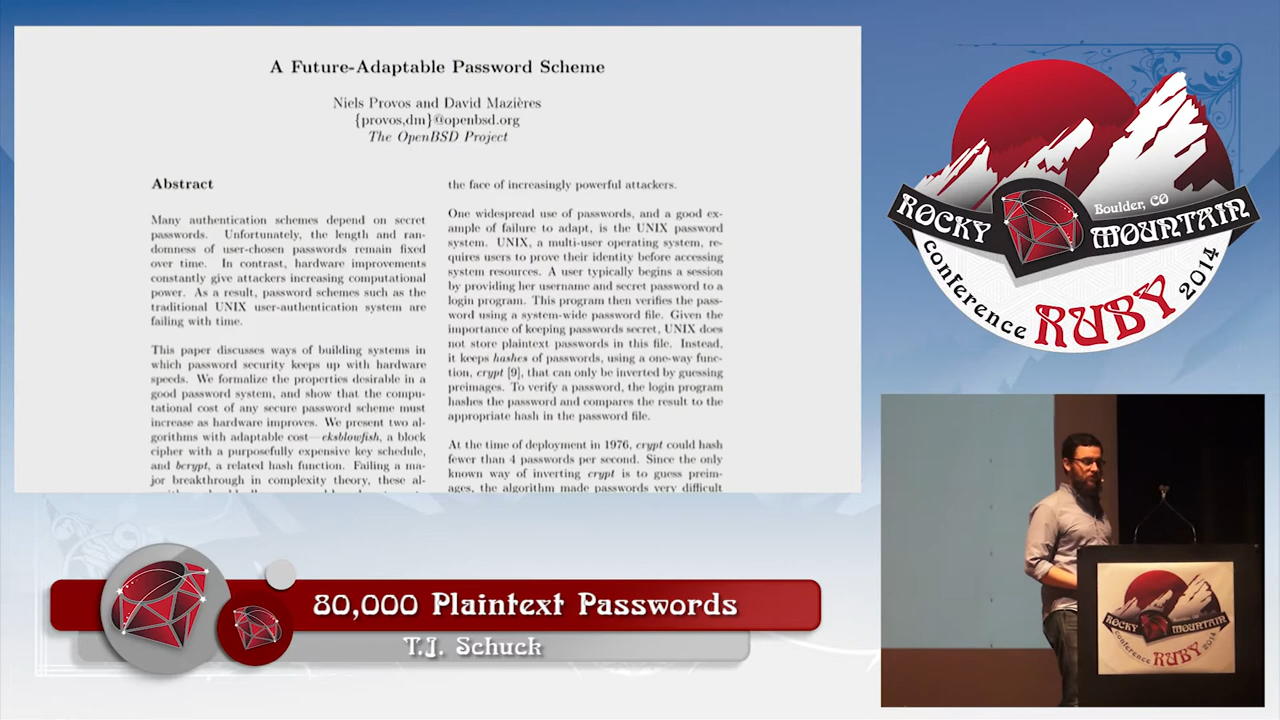 A Future-Adaptable Password Scheme
Niels Provos and David Mazières
{provos,dm}@openbsd.org
The OpenBSD Project
Abstract
Many authentication schemes depend on secret
passwords. Unfortunately, the length and ran-
domness of user-chosen passwords remain fixed
over time. In contrast, hardware improvements
constantly give attackers increasing computational
power. As a result, password schemes such as the
traditional UNIX user-authentication system are
failing with time.
This paper discusses ways of building systems in
which password security keeps up with hardware
speeds. We formalize the properties desirable in a
good password system, and show that the compu-
tational cost of any secure password scheme must
increase as hardware improves. We present two al-
gorithms with adaptable cost—eksblowfish, a block
cipher with a purposefully expensive key schedule,
and bcrypt, a related hash function. Failing a ma-
jor breakthrough in complexity theory, these al-
the face of increasingly powerful attackers.
One widespread use of passwords, and a good ex-
ample of failure to adapt, is the UNIX password
system. UNIX, a multi-user operating system, re-
quires users to prove their identity before accessing
system resources. A user typically begins a session
by providing her username and secret password to a
login program. This program then verifies the pass-
word using a system-wide password file. Given the
importance of keeping passwords secret, UNIX does
not store plaintext passwords in this file. Instead,
it keeps hashes of passwords, using a one-way func-
tion, crypt [9], that can only be inverted by guessing
preimages. To verify a password, the login program
hashes the password and compares the result to the
appropriate hash in the password file.
At the time of deployment in 1976, crypt could hash
fewer than 4 passwords per second. Since the only
known way of inverting crypt is to guess preim-
ages, the algorithm made passwords very difficult
Boulder, CO
ROCKY MOUNTAIN
Conference RUBY 2014
ROCKY MOUNTAIN
Conference RUBY 2014
80,000 Plaintext Passwords
T.J. Schuck